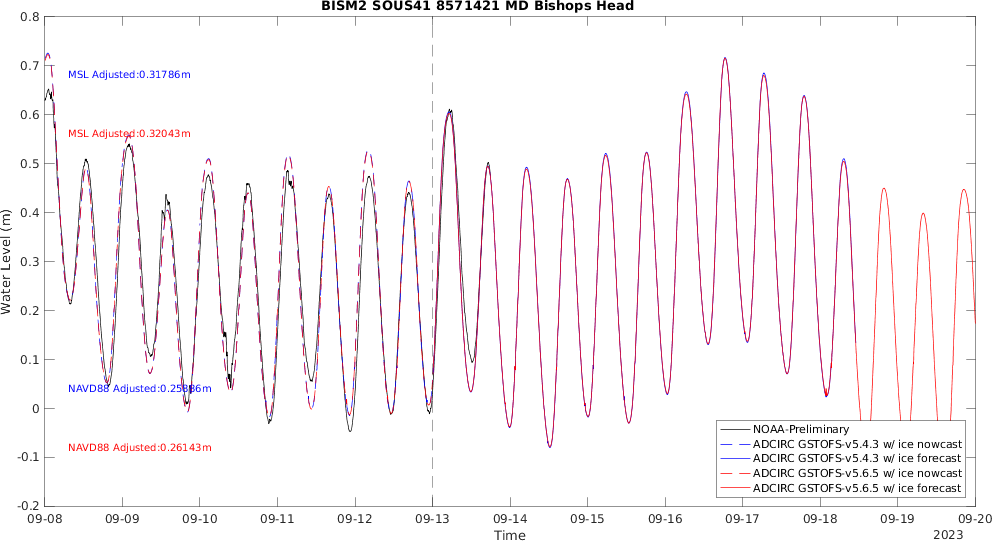 BISM2 SOUS41 8571421 MD Bishops Head
0.8
0.7
0.6
0.5
0.4
0.3
0.2
0.1
0
-0.1
-0.2
Water Level (m)
MSL Adjusted:0.31786m
MSL Adjusted:0.32043m
NAVD88 Adjusted:0.25886m
NAVD88 Adjusted:0.26143m
NOAA-Preliminary
ADCIRC GSTOFS-v5.4.3 w/ ice nowcast
ADCIRC GSTOFS-v5.4.3 w/ ice forecast
ADCIRC GSTOFS-v5.6.5 w/ ice nowcast
ADCIRC GSTOFS-v5.6.5 w/ ice forecast
09-08 09-09 09-10 09-11 09-12 09-13 09-14 09-15 09-16 09-17 09-18 09-19 09-20
Time
2023